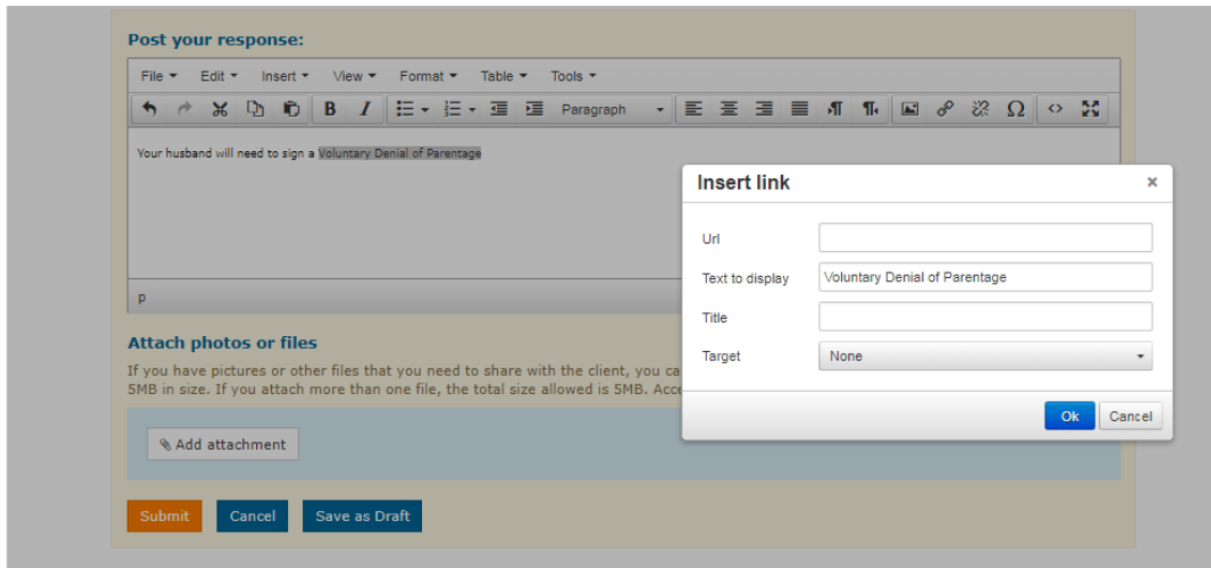 Post your response:
File Edit Insert View Format Table Tools
B I Paragraph Ω <>
Your husband will need to sign a Voluntary Denial of Parentage
p
Insert link ×
Url
Text to display Voluntary Denial of Parentage
Title
Target None
Ok Cancel
Attach photos or files
If you have pictures or other files that you need to share with the client, you ca
5MB in size. If you attach more than one file, the total size allowed is 5MB. Acce
Add attachment
Submit Cancel Save as Draft